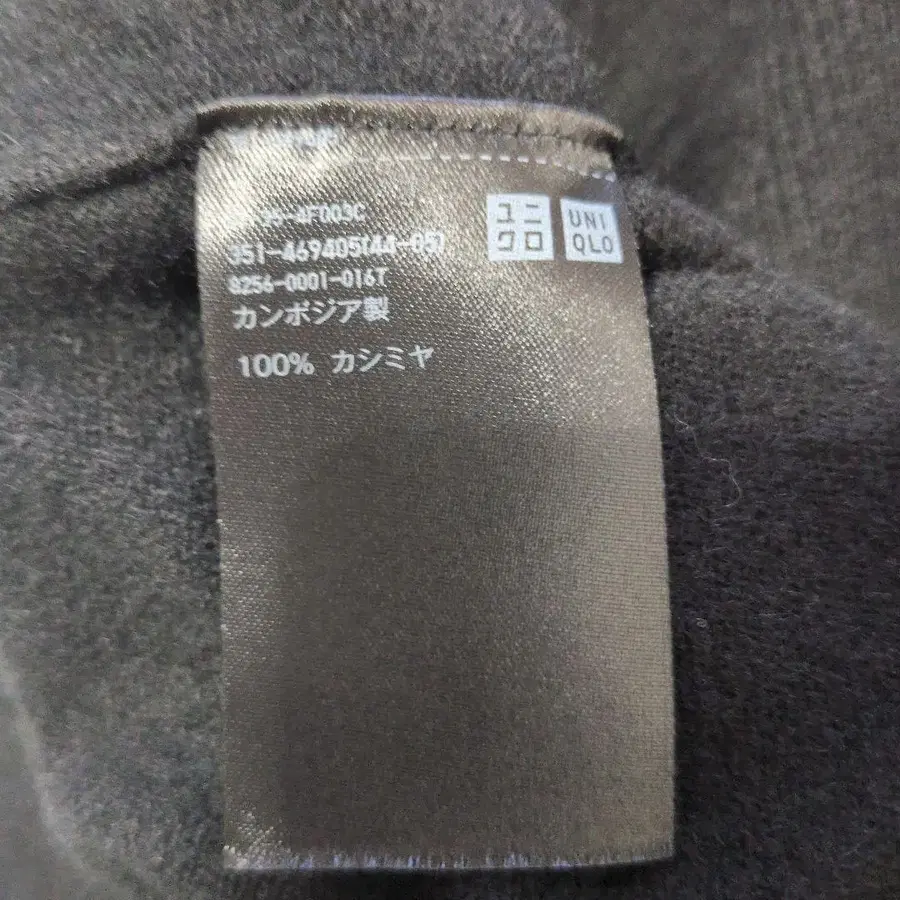 ユニ
クロ
UNI
QLO
351-469405(44-05)
8256-0001-016T
カンボジア製
100% カシミヤ